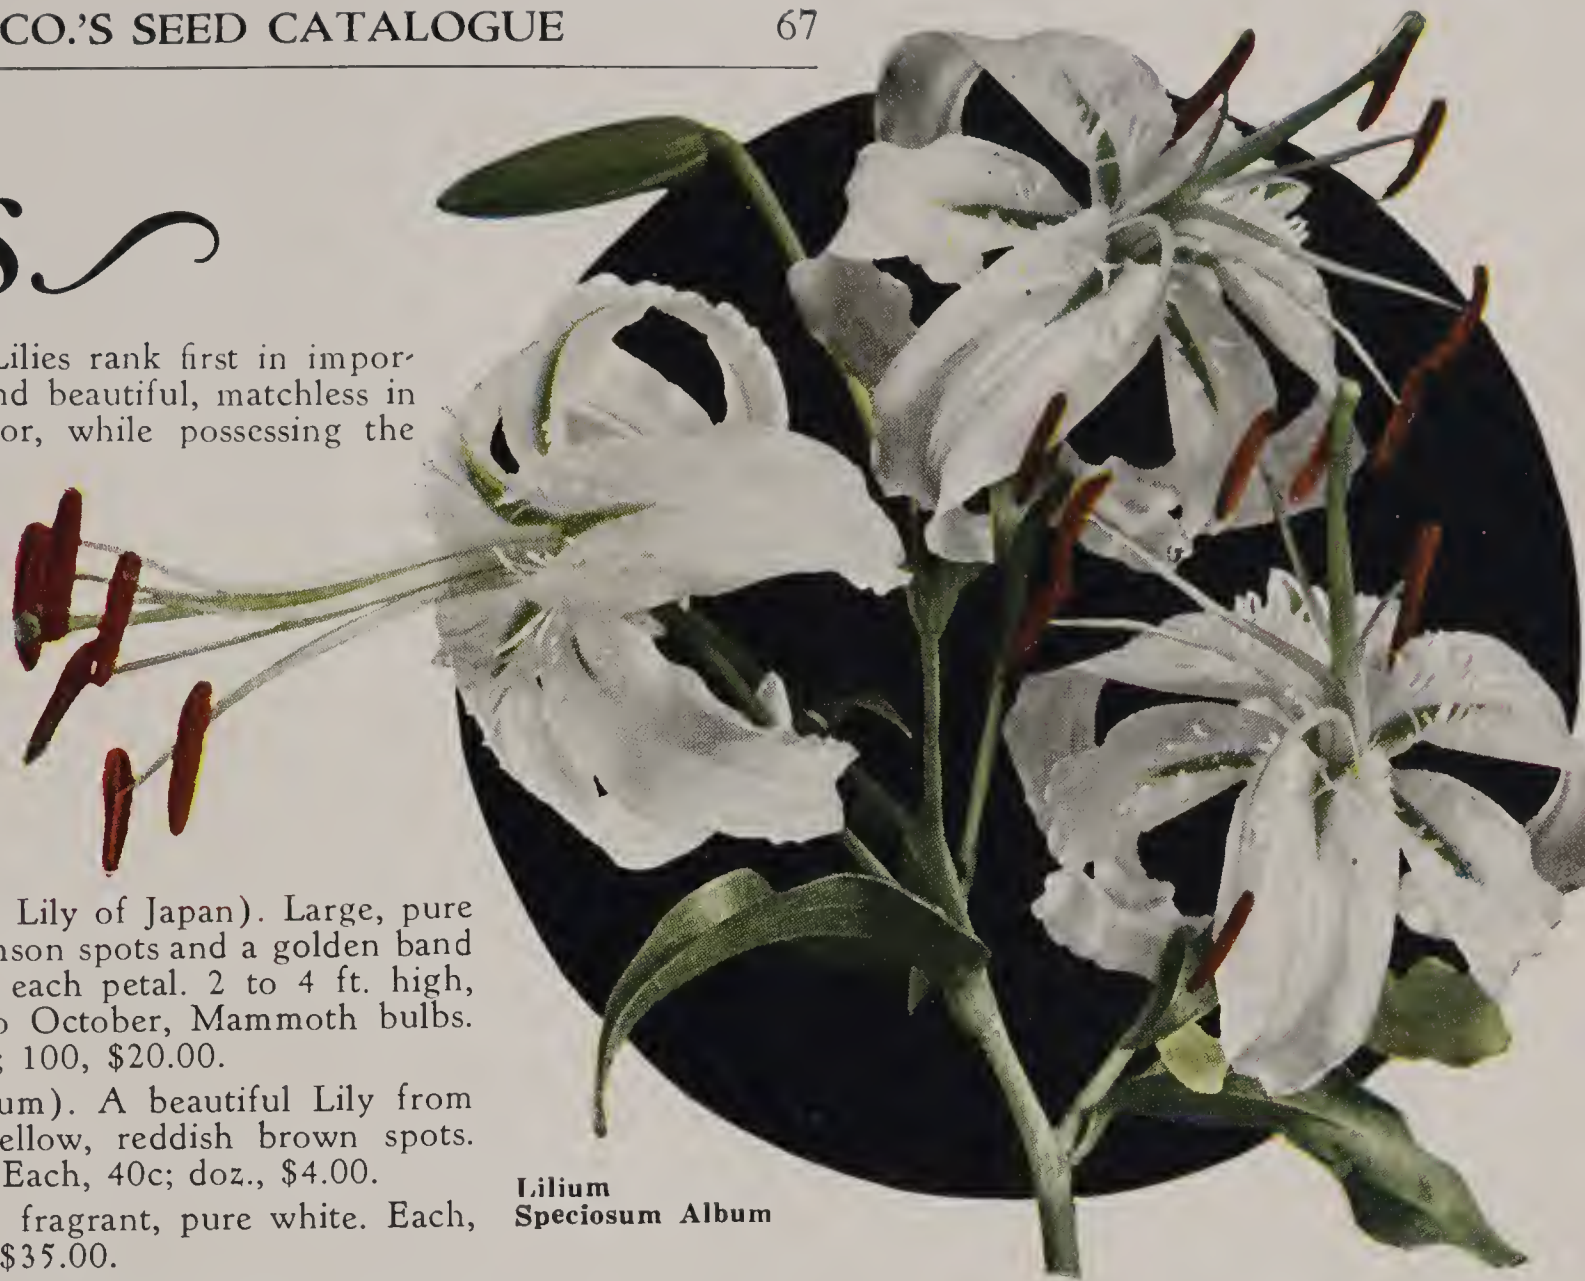 CO.'S SEED CATALOGUE 67
S
Lilies rank first in impor-
nd beautiful, matchless in
or, while possessing the
Lily of Japan). Large, pure
nson spots and a golden band
each petal. 2 to 4 ft. high,
o October, Mammoth bulbs.
; 100, $20.00.
um). A beautiful Lily from
ellow, reddish brown spots.
Each, 40c; doz., $4.00.
fragrant, pure white. Each,
$35.00.
Lilium
Speciosum Album